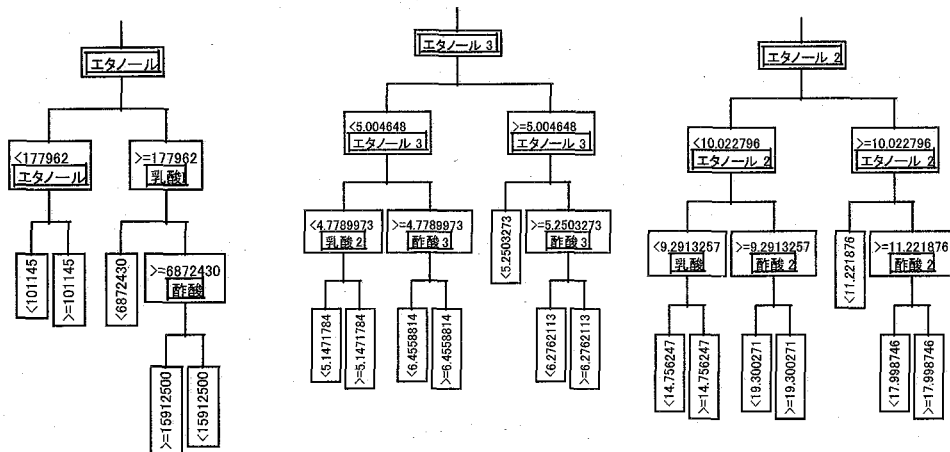 エタノール
<177962
エタノール
>=177962
乳酸
<101145
>=101145
<6872430
>=6872430
酢酸
>=15912500
<15912500
エタノール 3
<5.004648
エタノール 3
>=5.004648
エタノール 3
<4.7789973
乳酸 2
>=4.7789973
酢酸 3
<5.2503273
>=5.2503273
酢酸 3
<5.1471784
>=5.1471784
<6.4558814
>=6.4558814
<6.2762113
>=6.2762113
エタノール 2
<10.022796
エタノール 2
>=10.022796
エタノール 2
<9.2913257
乳酸
>=9.2913257
酢酸 2
<11.221876
>=11.221876
酢酸 2
<14.756247
>=14.756247
<19.300271
>=19.300271
<17.998746
>=17.998746